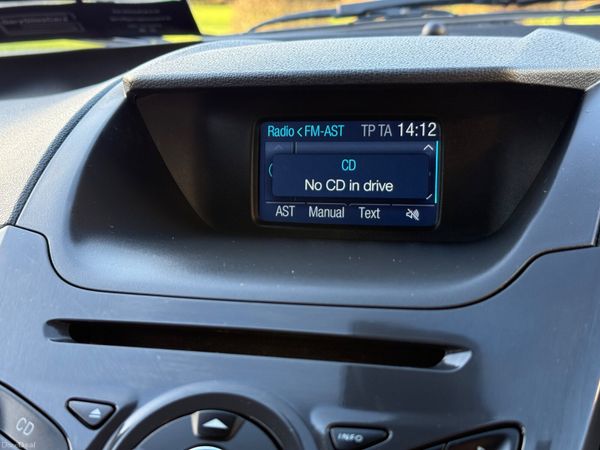 Radio < FM-AST TP TA 14:12
CD
No CD in drive
AST Manual Text
CD
INFO